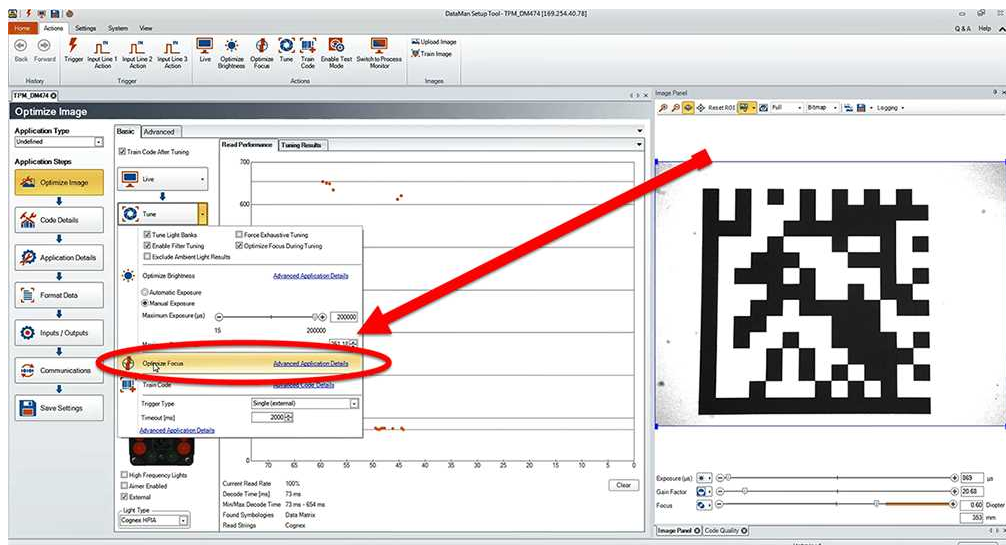 DataMan Setup Tool - TPM_DM474 [169.254.40.78]
Home Actions Settings System View
Q & A Help
Back Forward Trigger Input Line 1 Action Input Line 2 Action Input Line 3 Action Live Optimize Brightness Optimize Focus Tune Train Code Enable Test Mode Switch to Process Monitor
Upload Image
Train Image
History Trigger Actions Images
TPM_DM474
Optimize Image
Application Type
Undefined
Application Steps
Optimize Image
Code Details
Application Details
Format Data
Inputs / Outputs
Communications
Save Settings
Basic Advanced
Train Code After Tuning
Live
Tune
Tune Light Banks Force Exhaustive Tuning
Enable Filter Tuning Optimize Focus During Tuning
Exclude Ambient Light Results
Optimize Brightness Advanced Application Details
Automatic Exposure
Manual Exposure
Maximum Exposure (µs) 200000
15 200000
Optimize Focus Advanced Application Details
Train Code Advanced Code Details
Trigger Type Single (external)
Timeout [ms] 2000
Advanced Application Details
High Frequency Lights
Aimer Enabled
External
Light Type
Cognex HPIA
Read Performance Tuning Results
700
600
0
70 65 60 55 50 45 40 35 30 25 20 15 10 5 0
Current Read Rate 100%
Decode Time [ms] 73 ms
Min/Max Decode Time 73 ms - 654 ms
Found Symbologies Data Matrix
Read Strings Cognex
Clear
Image Panel
Reset ROI Full Bitmap Logging
Exposure (µs) 869 µs
Gain Factor 20.68
Focus 0.60 Diopter
353 mm
Image Panel Code Quality